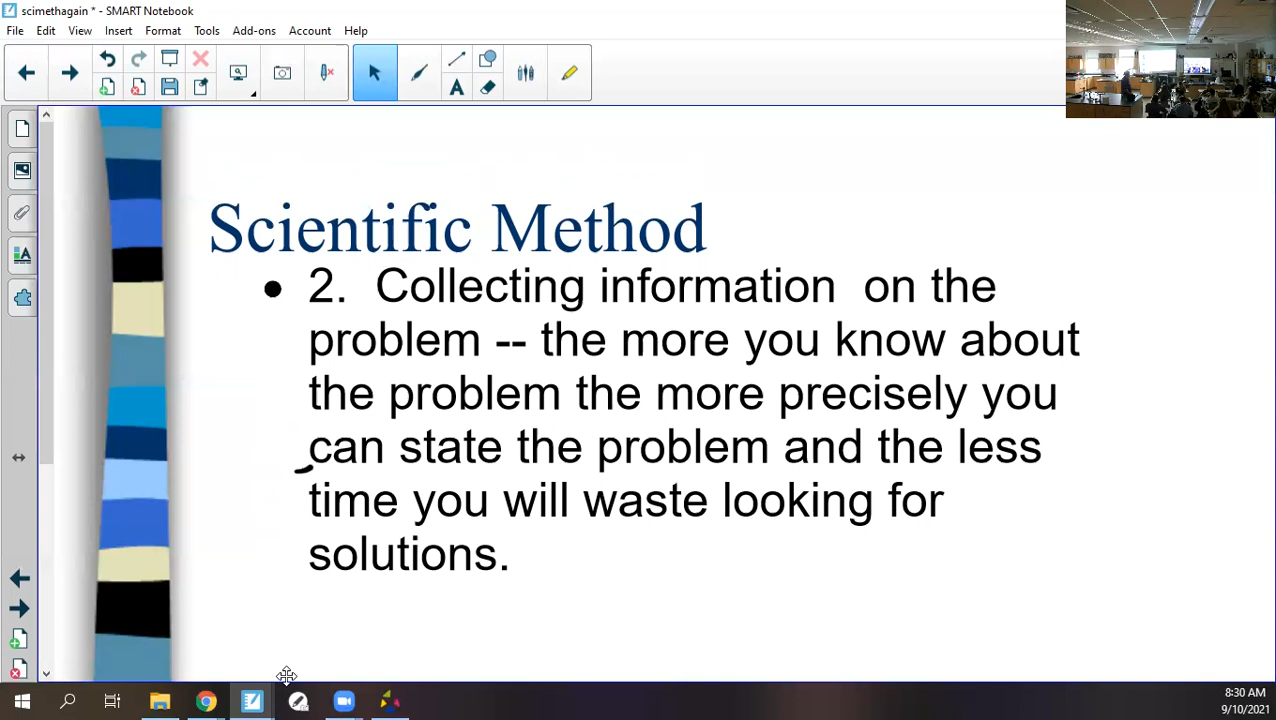 scimethagain * - SMART Notebook
File Edit View Insert Format Tools Add-ons Account Help
Scientific Method
• 2.  Collecting information  on the
problem -- the more you know about
the problem the more precisely you
can state the problem and the less
time you will waste looking for
solutions.
8:30 AM
9/10/2021